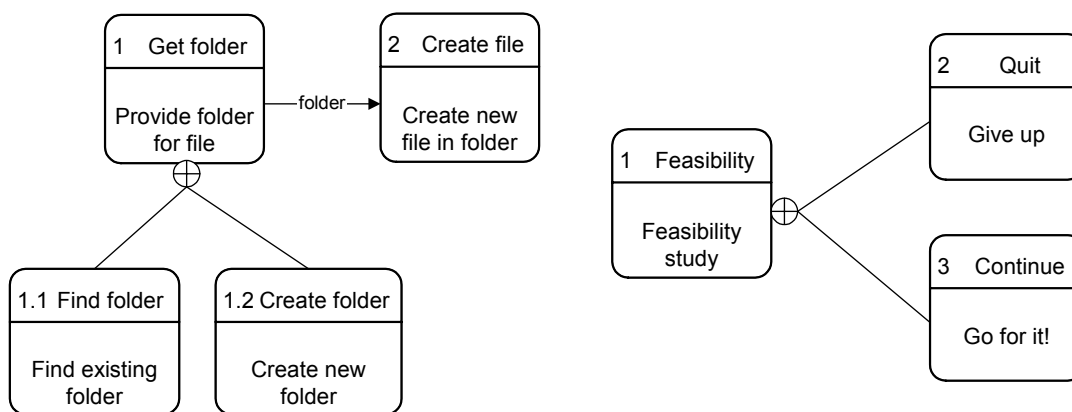 1 Get folder
Provide folder
for file
folder
2 Create file
Create new
file in folder
1.1 Find folder
Find existing
folder
1.2 Create folder
Create new
folder
1 Feasibility
Feasibility
study
2 Quit
Give up
3 Continue
Go for it!